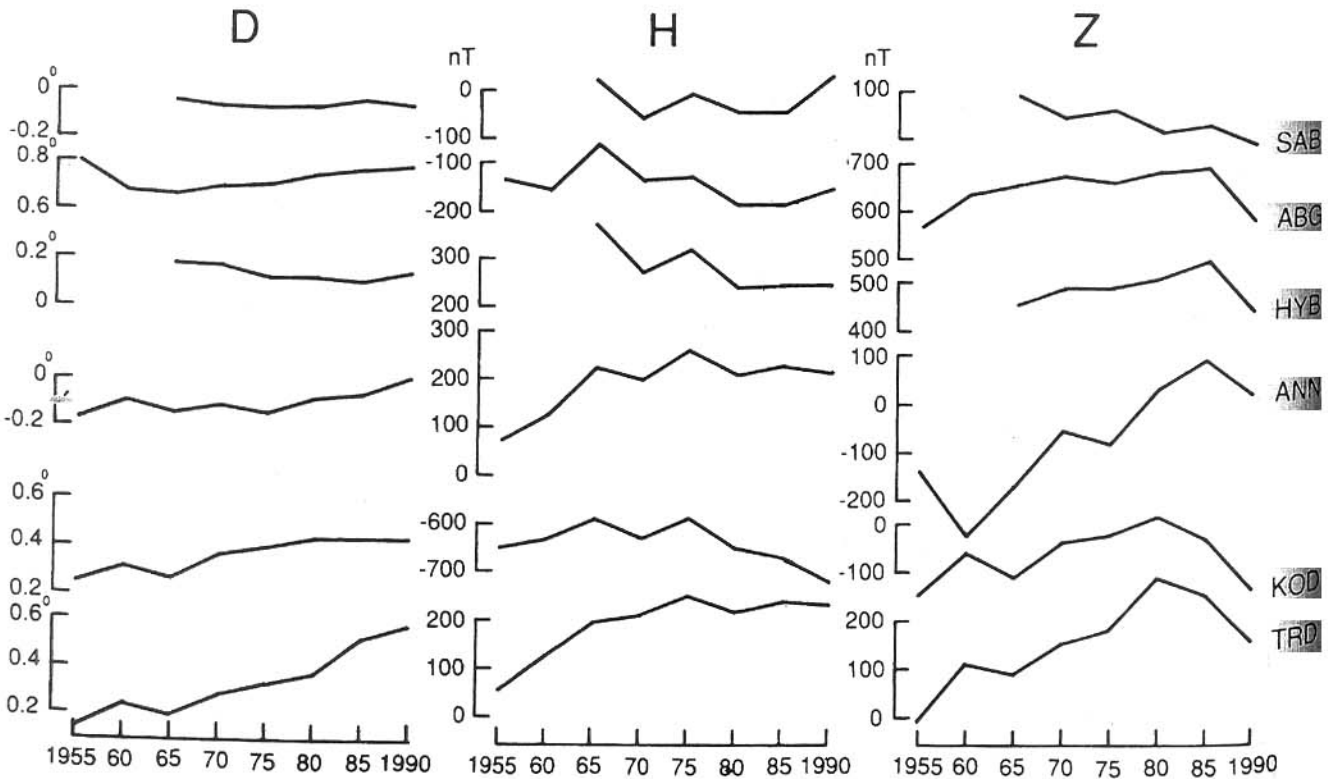 D H Z
nT nT
0° 0 100
-0.2 -100 SAB
0.8° -100 700
0.6 -200 600 ABG
500
0.2° 300 500
0 200 400 HYB
300 100
0° 200 0 ANN
-0.2 100 -100
0 -200
0.6° -600 0
0.4 -700 -100 KOD
0.2
0.6° 200 200 TRD
0.4 100 100
0.2 0 0
1955 60 65 70 75 80 85 1990 1955 60 65 70 75 80 85 1990 1955 60 65 70 75 80 85 1990